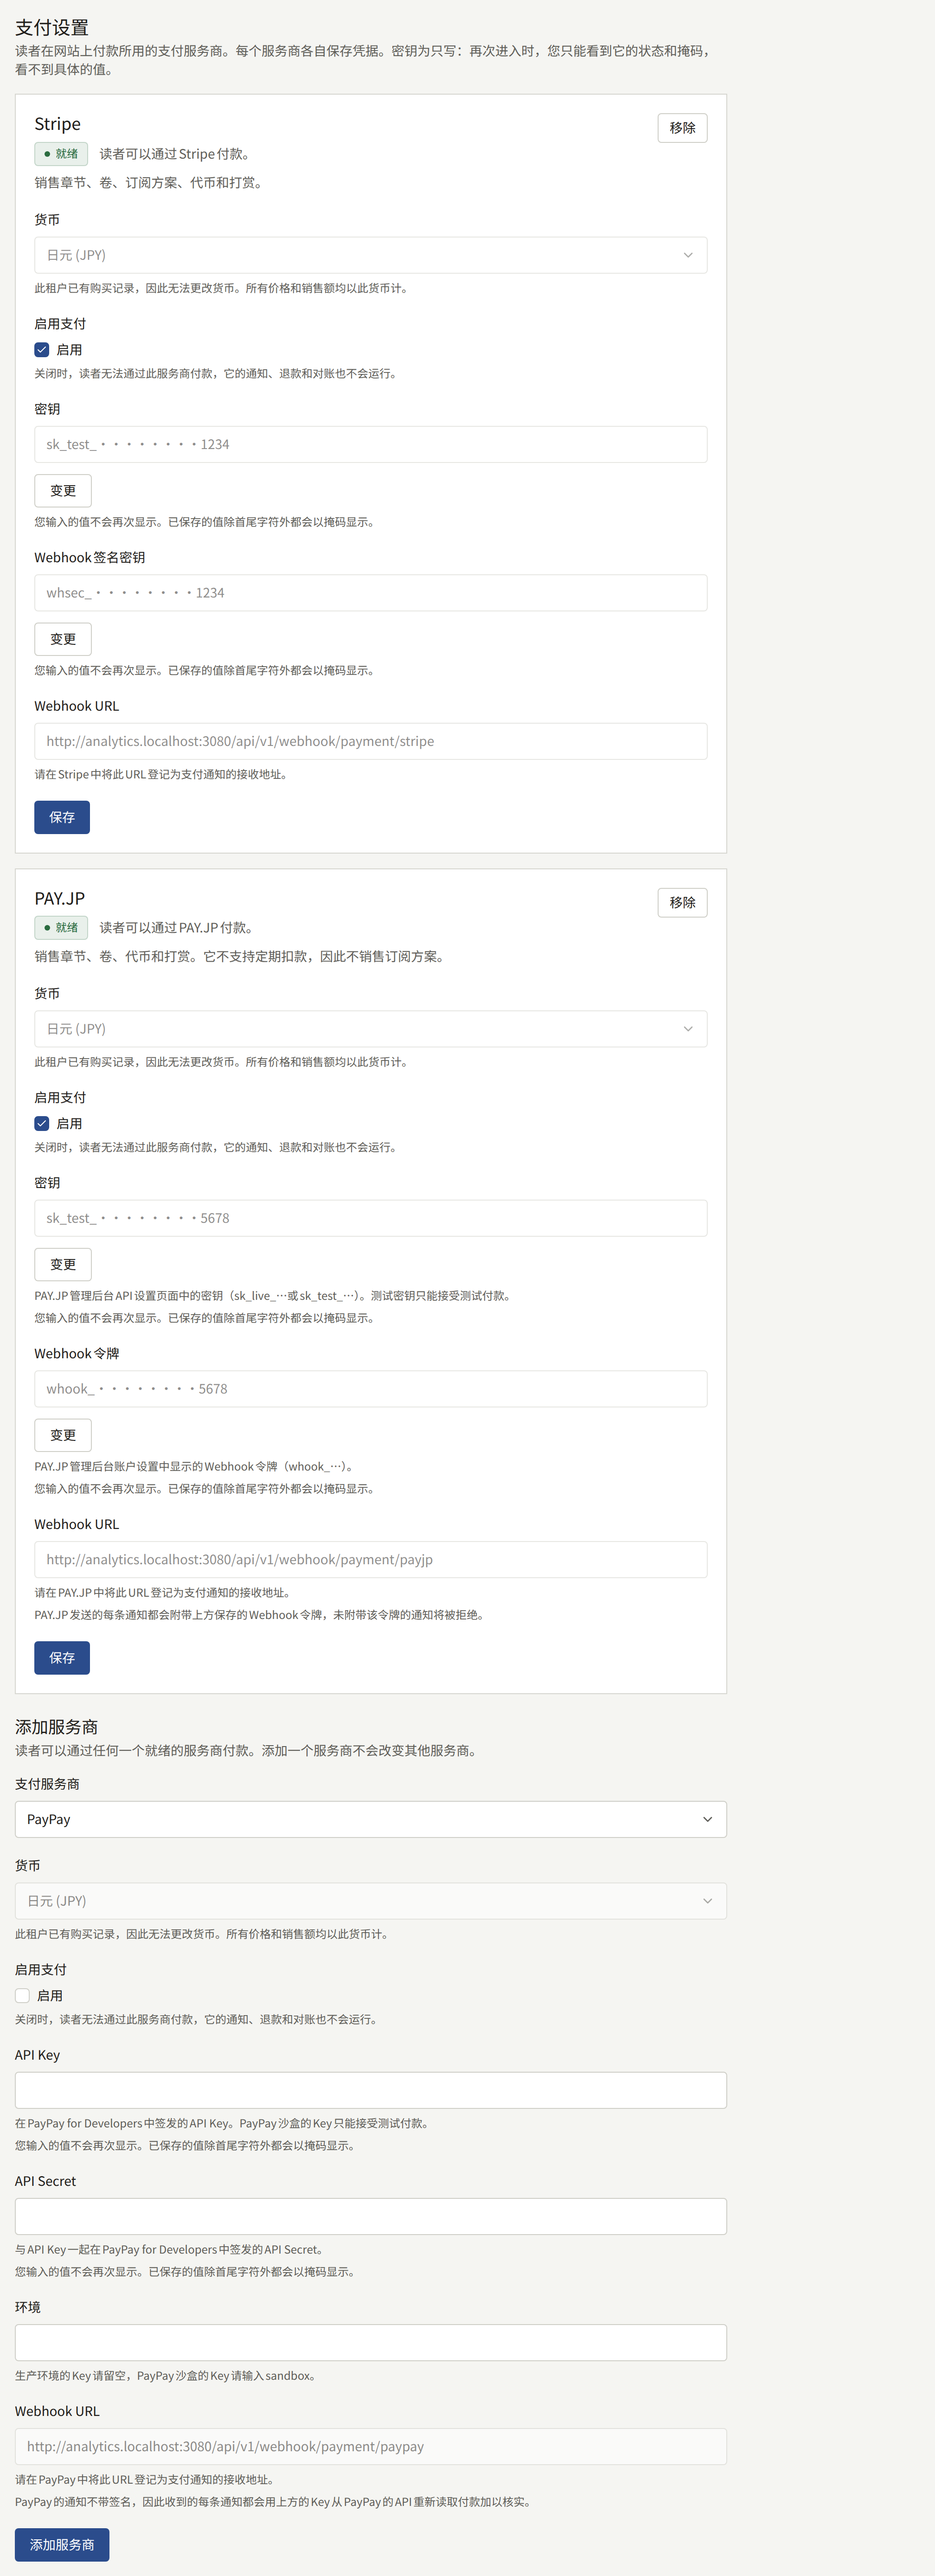 支付设置
读者在网站上付款所用的支付服务商。每个服务商各自保存凭据。密钥为只写：再次进入时，您只能看到它的状态和掩码，
看不到具体的值。
Stripe
移除
就绪 读者可以通过 Stripe 付款。
销售章节、卷、订阅方案、代币和打赏。
货币
日元 (JPY)
此租户已有购买记录，因此无法更改货币。所有价格和销售额均以此货币计。
启用支付
启用
关闭时，读者无法通过此服务商付款，它的通知、退款和对账也不会运行。
密钥
sk_test_・・・・・・・・1234
变更
您输入的值不会再次显示。已保存的值除首尾字符外都会以掩码显示。
Webhook 签名密钥
whsec_・・・・・・・・1234
变更
您输入的值不会再次显示。已保存的值除首尾字符外都会以掩码显示。
Webhook URL
http://analytics.localhost:3080/api/v1/webhook/payment/stripe
请在 Stripe 中将此 URL 登记为支付通知的接收地址。
保存
PAY.JP
移除
就绪 读者可以通过 PAY.JP 付款。
销售章节、卷、代币和打赏。它不支持定期扣款，因此不销售订阅方案。
货币
日元 (JPY)
此租户已有购买记录，因此无法更改货币。所有价格和销售额均以此货币计。
启用支付
启用
关闭时，读者无法通过此服务商付款，它的通知、退款和对账也不会运行。
密钥
sk_test_・・・・・・・・5678
变更
PAY.JP 管理后台 API 设置页面中的密钥（sk_live_…或 sk_test_…）。测试密钥只能接受测试付款。
您输入的值不会再次显示。已保存的值除首尾字符外都会以掩码显示。
Webhook 令牌
whook_・・・・・・・・5678
变更
PAY.JP 管理后台账户设置中显示的 Webhook 令牌（whook_…）。
您输入的值不会再次显示。已保存的值除首尾字符外都会以掩码显示。
Webhook URL
http://analytics.localhost:3080/api/v1/webhook/payment/payjp
请在 PAY.JP 中将此 URL 登记为支付通知的接收地址。
PAY.JP 发送的每条通知都会附带上方保存的 Webhook 令牌，未附带该令牌的通知将被拒绝。
保存
添加服务商
读者可以通过任何一个就绪的服务商付款。添加一个服务商不会改变其他服务商。
支付服务商
PayPay
货币
日元 (JPY)
此租户已有购买记录，因此无法更改货币。所有价格和销售额均以此货币计。
启用支付
启用
关闭时，读者无法通过此服务商付款，它的通知、退款和对账也不会运行。
API Key
在 PayPay for Developers 中签发的 API Key。PayPay 沙盒的 Key 只能接受测试付款。
您输入的值不会再次显示。已保存的值除首尾字符外都会以掩码显示。
API Secret
与 API Key 一起在 PayPay for Developers 中签发的 API Secret。
您输入的值不会再次显示。已保存的值除首尾字符外都会以掩码显示。
环境
生产环境的 Key 请留空，PayPay 沙盒的 Key 请输入 sandbox。
Webhook URL
http://analytics.localhost:3080/api/v1/webhook/payment/paypay
请在 PayPay 中将此 URL 登记为支付通知的接收地址。
PayPay 的通知不带签名，因此收到的每条通知都会用上方的 Key 从 PayPay 的 API 重新读取付款加以核实。
添加服务商